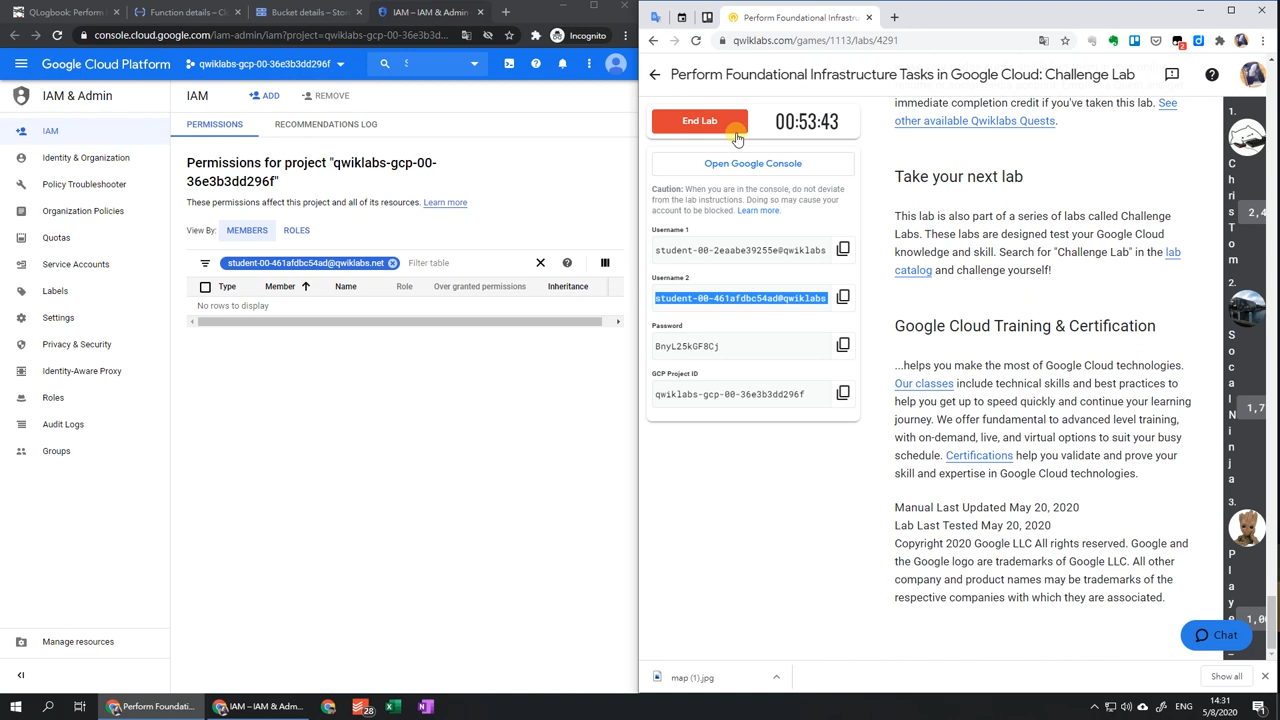 Qlogbook: Perform
Function details – C
Bucket details – Stor
IAM – IAM & Admin
console.cloud.google.com/iam-admin/iam?project=qwiklabs-gcp-00-36e3b3dd296f...
Incognito
Google Cloud Platform
qwiklabs-gcp-00-36e3b3dd296f
S
IAM & Admin
IAM
ADD
REMOVE
IAM
Identity & Organization
Policy Troubleshooter
Organization Policies
Quotas
Service Accounts
Labels
Settings
Privacy & Security
Identity-Aware Proxy
Roles
Audit Logs
Groups
Manage resources
PERMISSIONS
RECOMMENDATIONS LOG
Permissions for project "qwiklabs-gcp-00-
36e3b3dd296f"
These permissions affect this project and all of its resources. Learn more
View By:
MEMBERS
ROLES
student-00-461afdbc54ad@qwiklabs.net
Filter table
Type
Member
Name
Role
Over granted permissions
Inheritance
No rows to display
Perform Foundational Infrastru
qwiklabs.com/games/1113/labs/4291
2
Perform Foundational Infrastructure Tasks in Google Cloud: Challenge Lab
End Lab
00:53:43
Open Google Console
Caution: When you are in the console, do not deviate
from the lab instructions. Doing so may cause your
account to be blocked. Learn more.
Username 1
student-00-2eaabe39255e@qwiklabs
Username 2
student-00-461afdbc54ad@qwiklabs
Password
BnyL25kGF8Cj
GCP Project ID
qwiklabs-gcp-00-36e3b3dd296f
immediate completion credit if you've taken this lab. See
other available Qwiklabs Quests.
Take your next lab
This lab is also part of a series of labs called Challenge
Labs. These labs are designed test your Google Cloud
knowledge and skill. Search for "Challenge Lab" in the lab
catalog and challenge yourself!
Google Cloud Training & Certification
...helps you make the most of Google Cloud technologies.
Our classes include technical skills and best practices to
help you get up to speed quickly and continue your learning
journey. We offer fundamental to advanced level training,
with on-demand, live, and virtual options to suit your busy
schedule. Certifications help you validate and prove your
skill and expertise in Google Cloud technologies.
Manual Last Updated May 20, 2020
Lab Last Tested May 20, 2020
Copyright 2020 Google LLC All rights reserved. Google and
the Google logo are trademarks of Google LLC. All other
company and product names may be trademarks of the
respective companies with which they are associated.
1.
C
h
r
i
s
T
o
m
2,4
2.
S
o
c
a
l
N
i
n
j
a
1,7
3.
P
l
a
y
e
1,0
Chat
map (1).jpg
Show all
Perform Foundati...
IAM – IAM & Adm...
28
ENG
14:31
5/8/2020
1